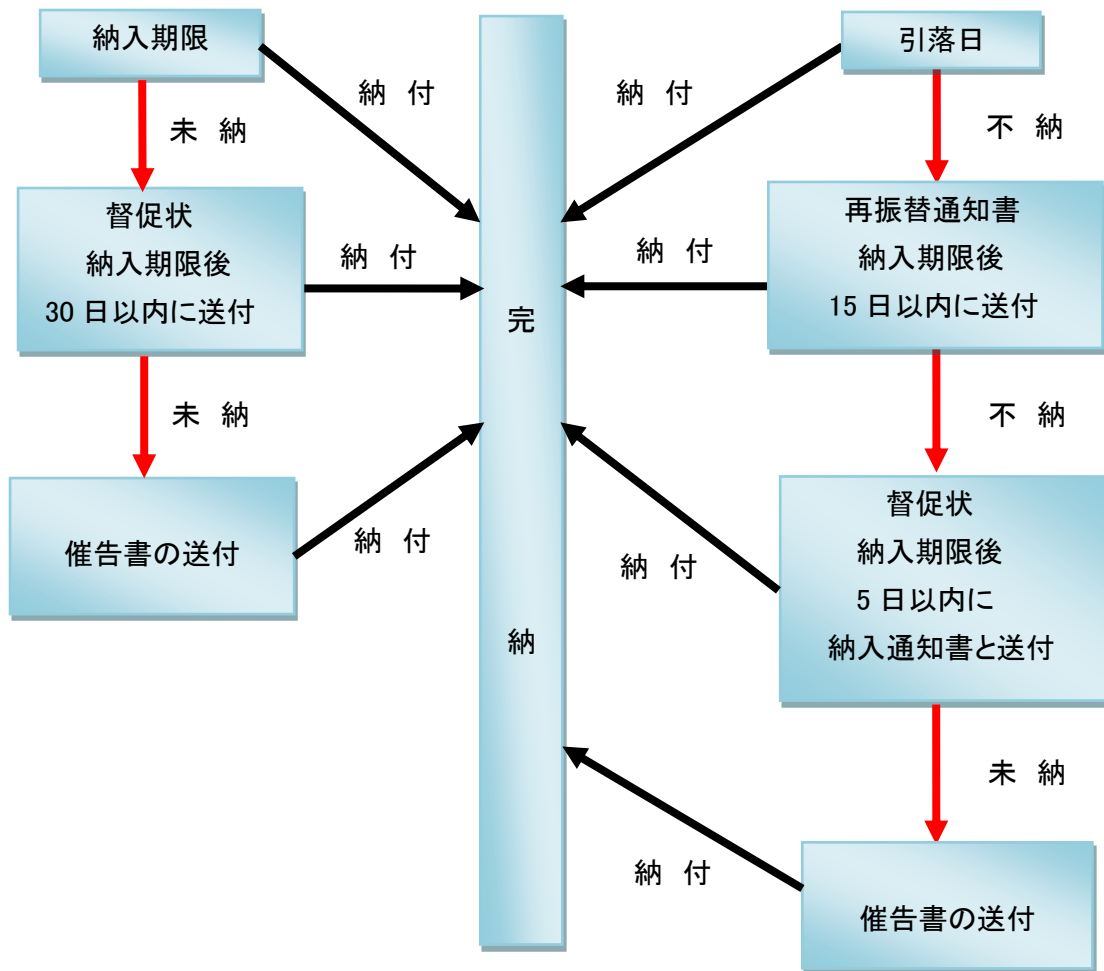 納入期限
引落日
納 付
納 付
未 納
不 納
督促状
納入期限後
30 日以内に送付
再振替通知書
納入期限後
15 日以内に送付
納 付
納 付
完
納
未 納
不 納
催告書の送付
納 付
督促状
納入期限後
5 日以内に
納入通知書と送付
納 付
未 納
納 付
催告書の送付